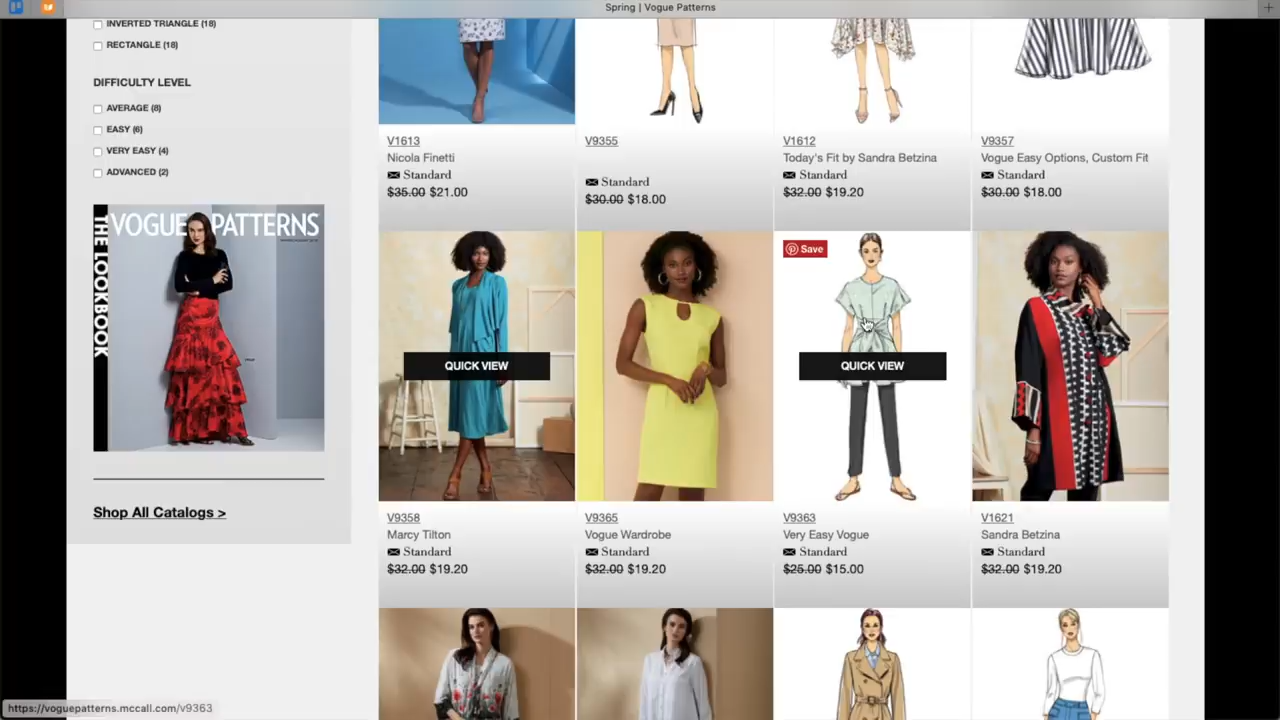 Spring | Vogue Patterns
INVERTED TRIANGLE (18)
RECTANGLE (18)
DIFFICULTY LEVEL
AVERAGE (8)
EASY (6)
VERY EASY (4)
ADVANCED (2)
THE LOOKBOOK
VOGUE PATTERNS
Shop All Catalogs >
V1613
Nicola Finetti
Standard
$35.00 $21.00
V9355
Standard
$30.00 $18.00
V1612
Today's Fit by Sandra Betzina
Standard
$32.00 $19.20
V9357
Vogue Easy Options, Custom Fit
Standard
$30.00 $18.00
QUICK VIEW
Save
QUICK VIEW
V9358
Marcy Tilton
Standard
$32.00 $19.20
V9365
Vogue Wardrobe
Standard
$32.00 $19.20
V9363
Very Easy Vogue
Standard
$25.00 $15.00
V1621
Sandra Betzina
Standard
$32.00 $19.20
https://voguepatterns.mccall.com/v9363